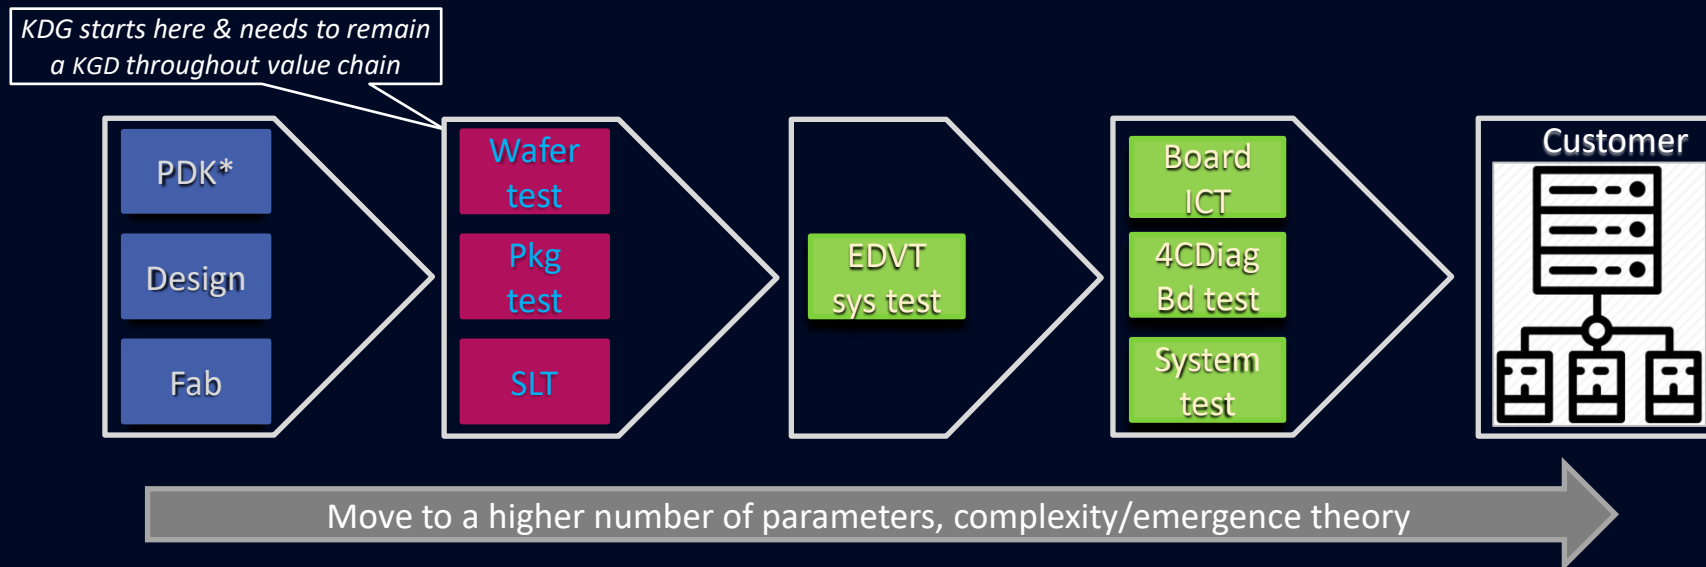 KDG starts here & needs to remain
a KGD throughout value chain
PDK*
Design
Fab
Wafer
test
Pkg
test
SLT
EDVT
sys test
Board
ICT
4CDiag
Bd test
System
test
Customer
Move to a higher number of parameters, complexity/emergence theory